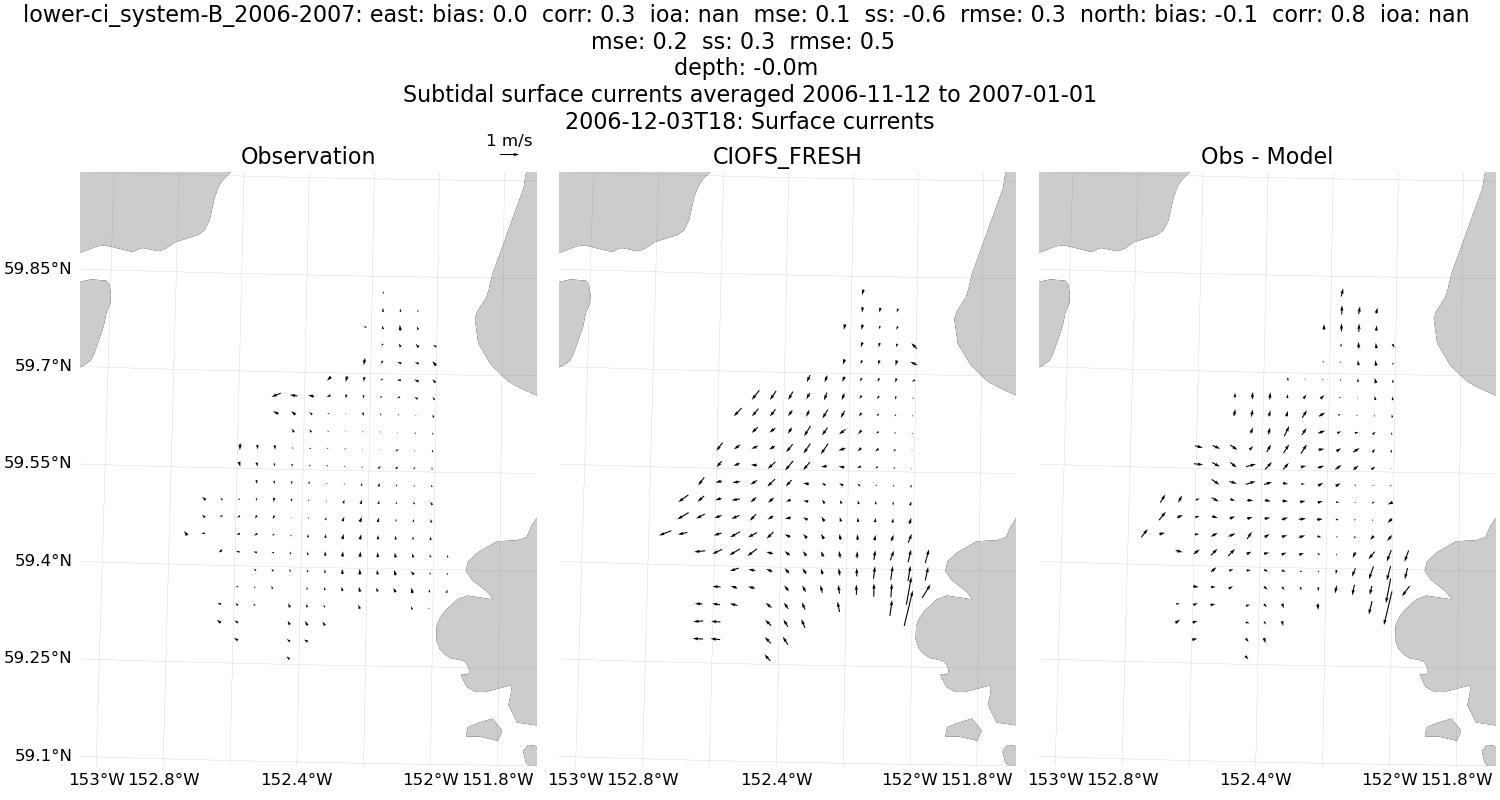 lower-ci_system-B_2006-2007: east: bias: 0.0 corr: 0.3 ioa: nan mse: 0.1 ss: -0.6 rmse: 0.3 north: bias: -0.1 corr: 0.8 ioa: nan
mse: 0.2 ss: 0.3 rmse: 0.5
depth: -0.0m
Subtidal surface currents averaged 2006-11-12 to 2007-01-01
2006-12-03T18: Surface currents
1 m/s
Observation CIOFS_FRESH Obs - Model
59.85°N
59.7°N
59.55°N
59.4°N
59.25°N
59.1°N
153°W 152.8°W 152.4°W 152°W 151.8°W 153°W 152.8°W 152.4°W 152°W 151.8°W 153°W 152.8°W 152.4°W 152°W 151.8°W